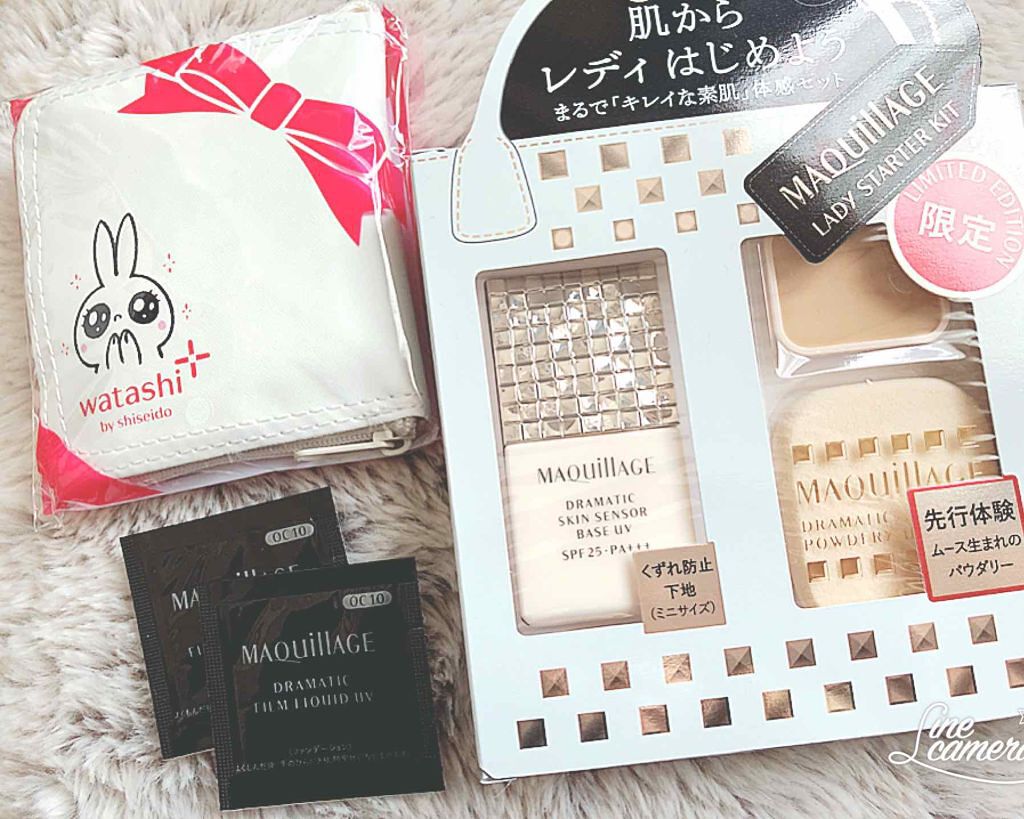 肌から
レディ はじめよう
まるで「キレイな素肌」体感セット
MAQuillAGE
LADY STARTER KIT
LIMITED EDITION
限定
watashi+
by shiseido
MAQuillAGE
DRAMATIC
SKIN SENSOR
BASE UV
SPF25・PA+++
くずれ防止
下地
(ミニサイズ)
MAQuillAGE
DRAMATIC
POWDERY
先行体験
ムース生まれの
パウダリー
OC10
OC10
MAQuillAGE
DRAMATIC
FILM LIQUID UV
(ファンデーション)
Line
camera